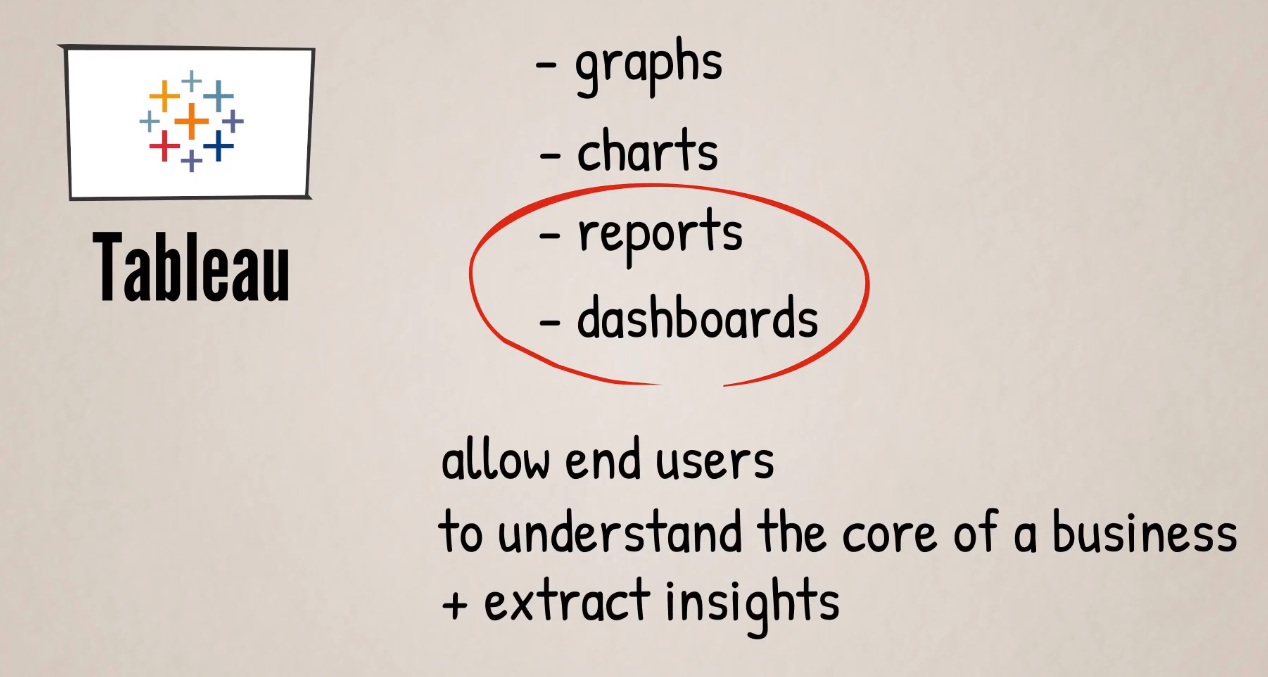 Tableau
- graphs
- charts
- reports
- dashboards
allow end users
to understand the core of a business
+ extract insights